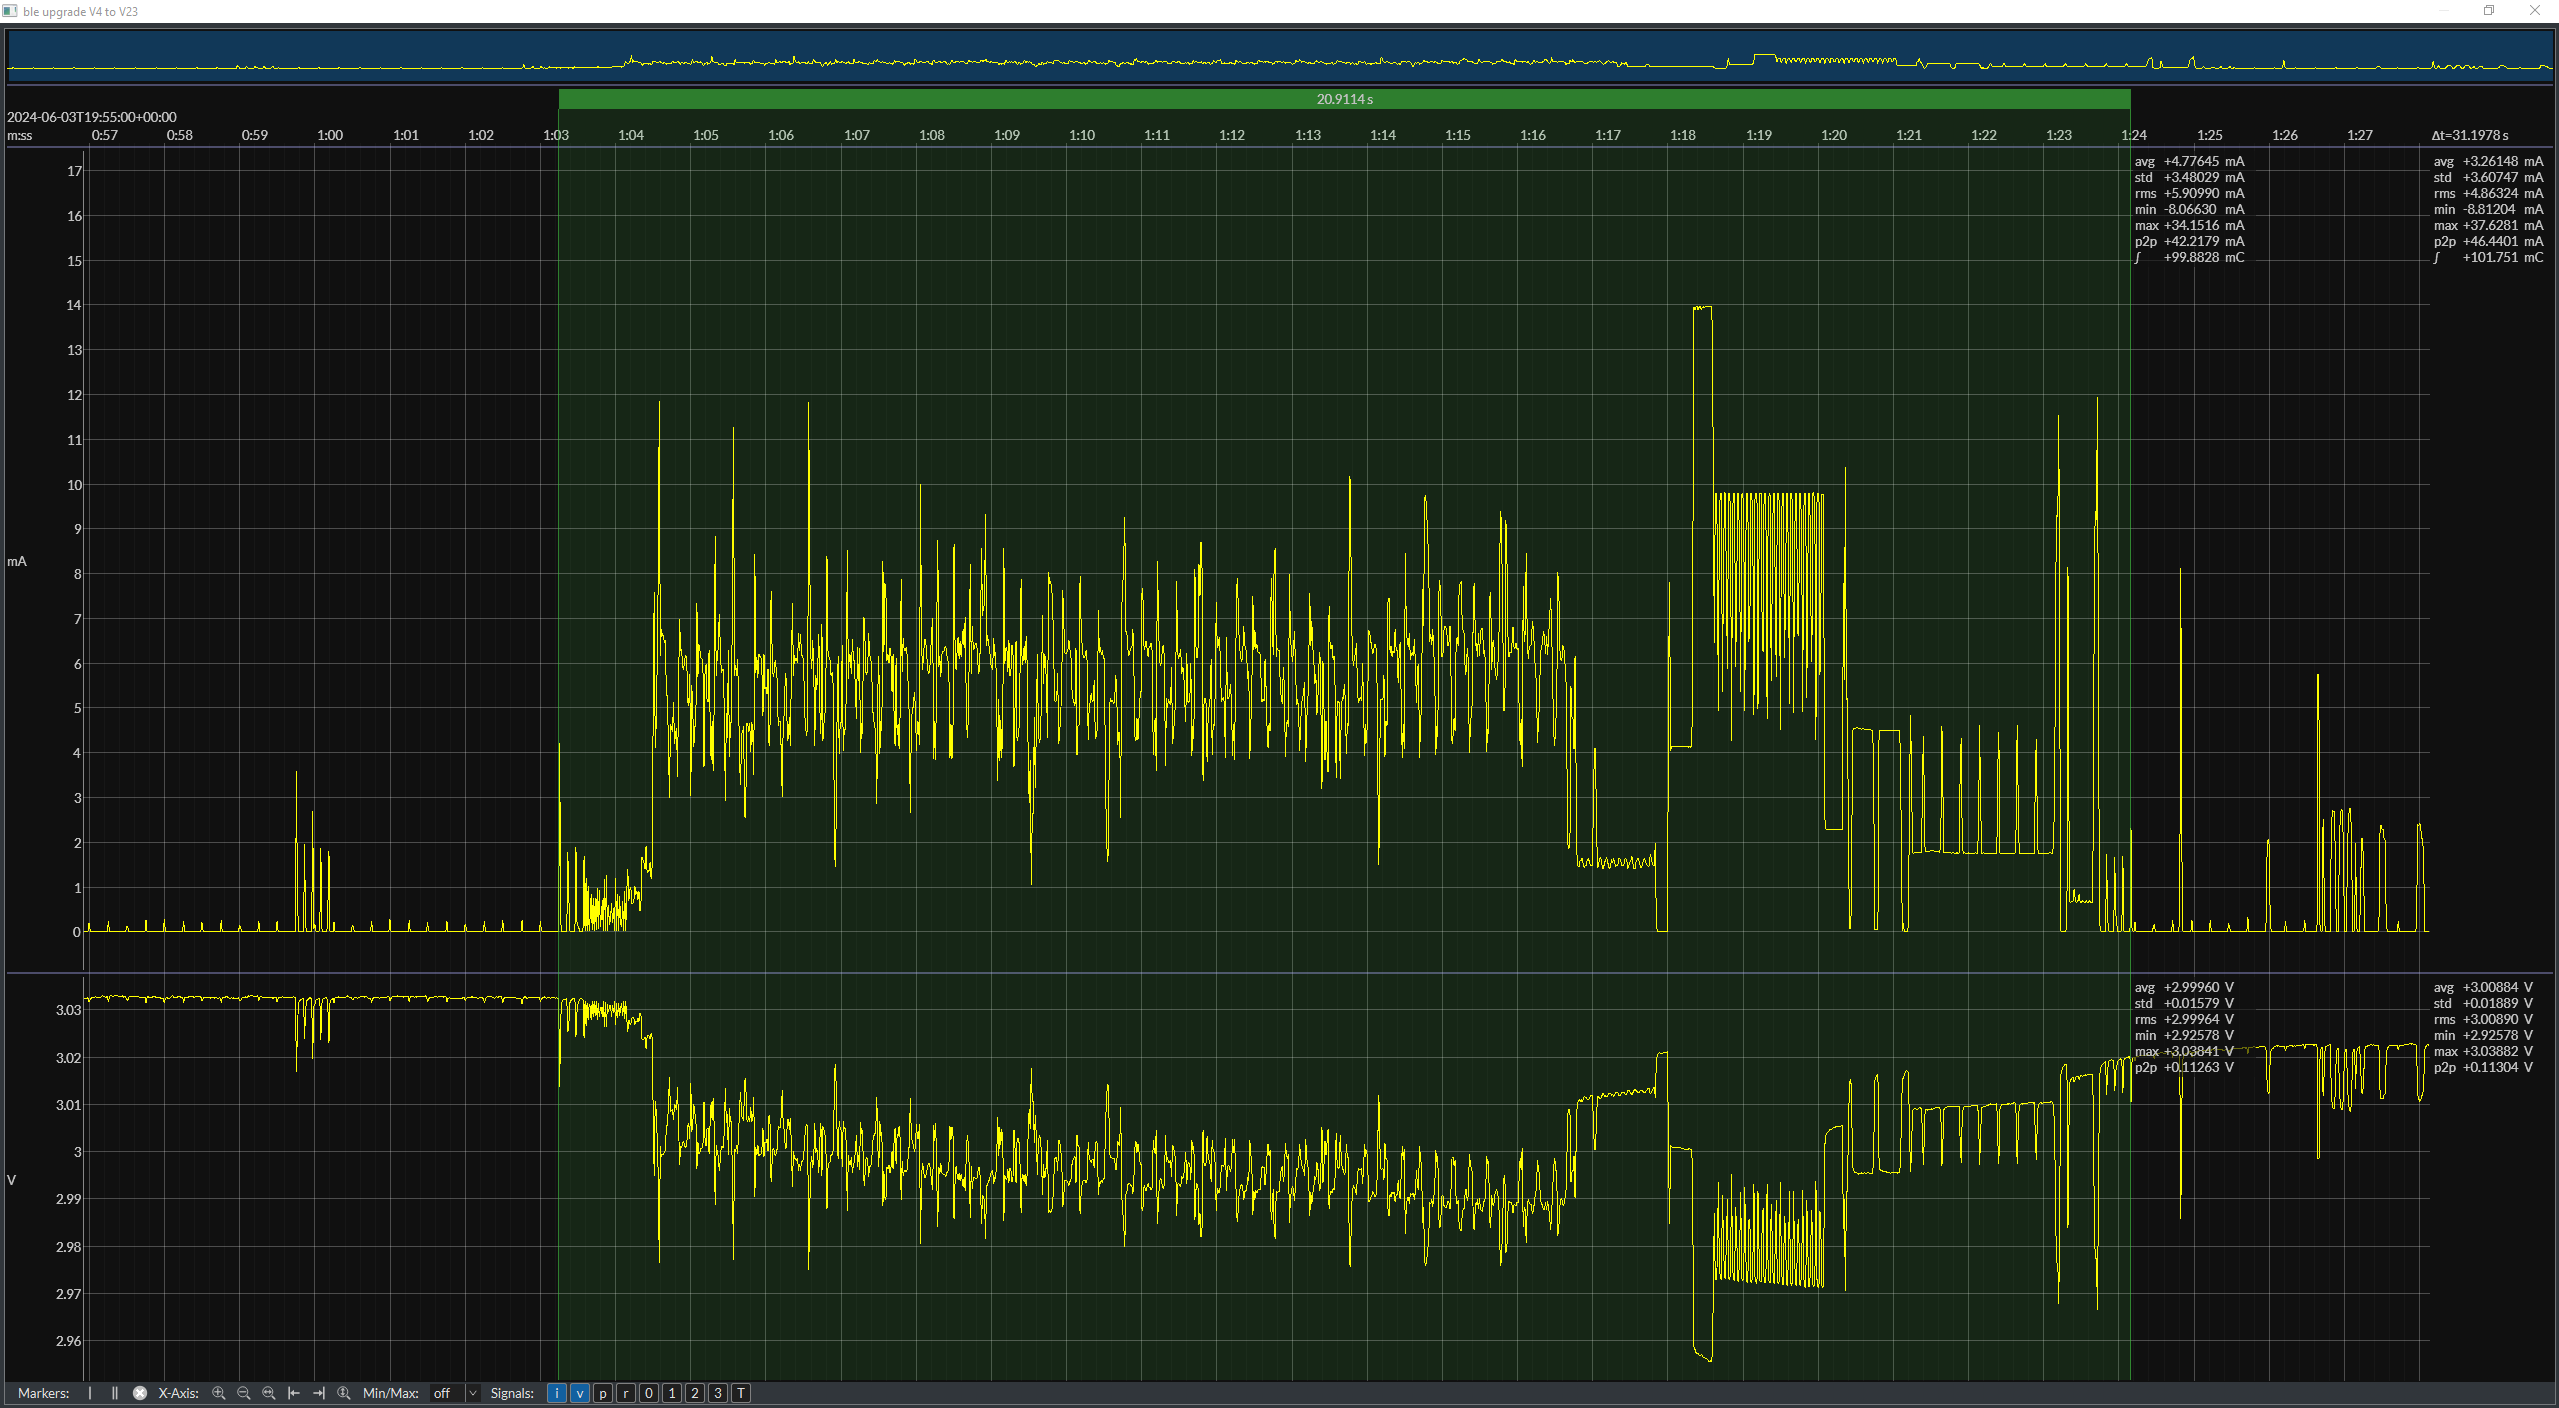 ble upgrade V4 to V23
20.9114 s
2024-06-03T19:55:00+00:00
m:ss 0:57 0:58 0:59 1:00 1:01 1:02 1:03 1:04 1:05 1:06 1:07 1:08 1:09 1:10 1:11 1:12 1:13 1:14 1:15 1:16 1:17 1:18 1:19 1:20 1:21 1:22 1:23 1:24 1:25 1:26 1:27 Δt=31.1978 s
17
16
15
14
13
12
11
10
9
mA
8
7
6
5
4
3
2
1
0
avg +4.77645 mA
std +3.48029 mA
rms +5.90990 mA
min -8.06630 mA
max +34.1516 mA
p2p +42.2179 mA
∫ +99.8828 mC
avg +3.26148 mA
std +3.60747 mA
rms +4.86324 mA
min -8.81204 mA
max +37.6281 mA
p2p +46.4401 mA
∫ +101.751 mC
3.03
3.02
3.01
3
V
2.99
2.98
2.97
2.96
avg +2.99960 V
std +0.01579 V
rms +2.99964 V
min +2.92578 V
max +3.03841 V
p2p +0.11263 V
avg +3.00884 V
std +0.01889 V
rms +3.00890 V
min +2.92578 V
max +3.03882 V
p2p +0.11304 V
Markers: X-Axis: Min/Max: off Signals: i v p r 0 1 2 3 T